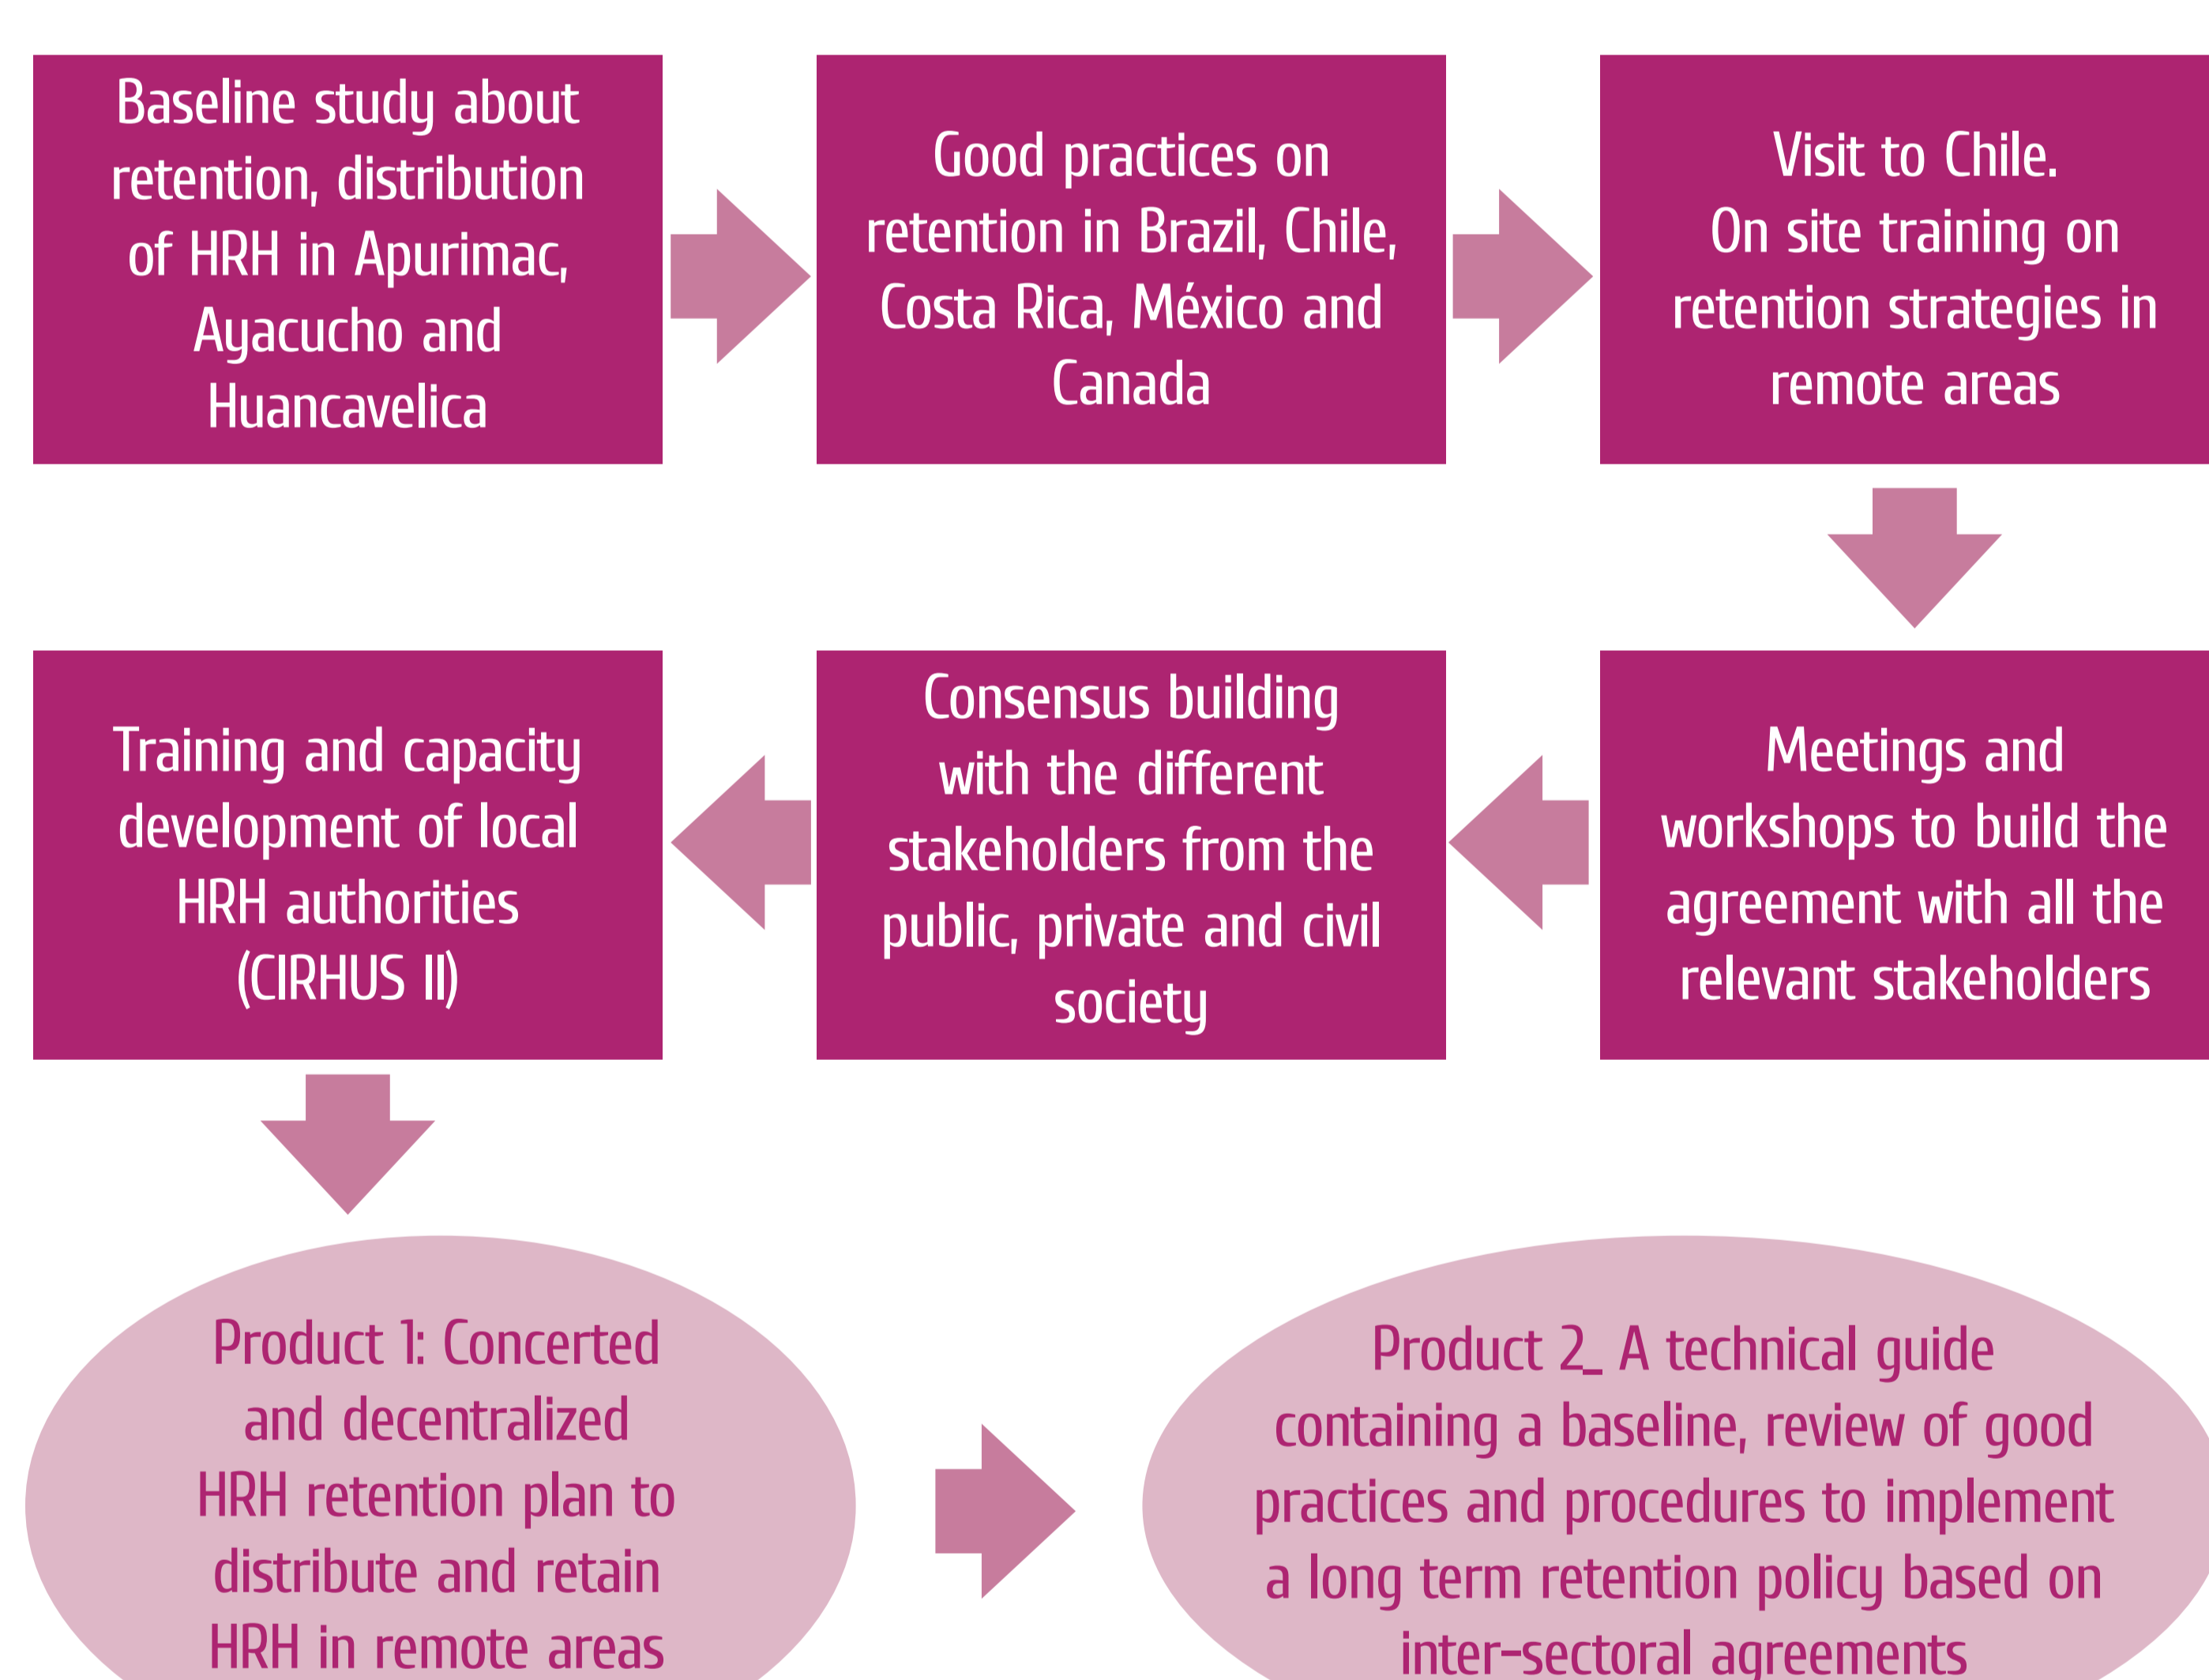 Baseline study about
retention, distribution
of HRH in Apurimac,
Ayacucho and
Huancavelica
Good practices on
retention in Brazil, Chile,
Costa Rica, México and
Canada
Visit to Chile.
On site training on
retention strategies in
remote areas
Meetings and
workshops to build the
agreement with all the
relevant stakeholders
Consensus building
with the different
stakeholder from the
public, private and civil
society
Training and capacity
development of local
HRH authorities
(CIRHUS II)
Product 1: Concerted
and decentralized
HRH retention plan to
distribute and retain
HRH in remote areas
Product 2_ A technical guide
containing a baseline, review of good
practices and procedures to implement
a long term retention policy based on
inter-sectoral agreements